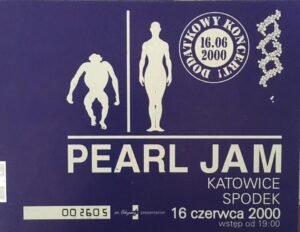 DODATKOWY KONCERT!
16.06
2000
PEARL JAM
KATOWICE
SPODEK
16 czerwca 2000
wstęp od 19:00
002605